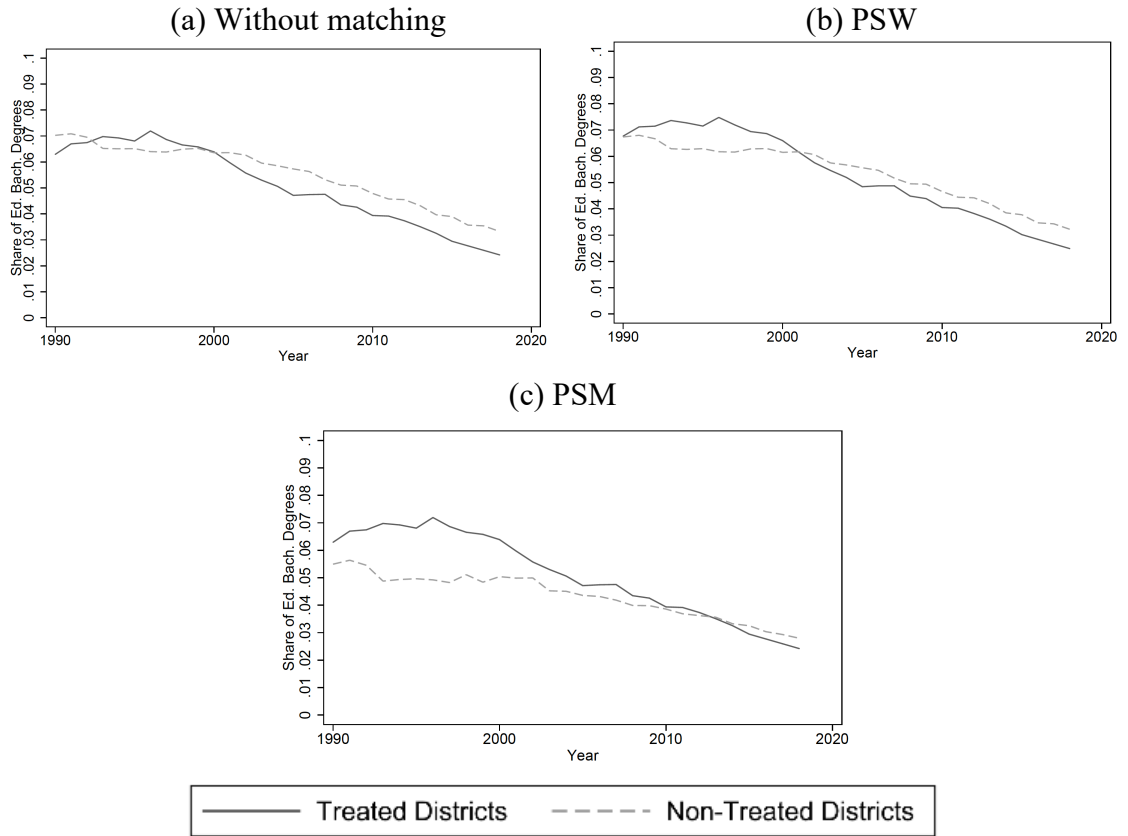 (a) Without matching
Share of Ed. Bach. Degrees
.1
.09
.08
.07
.06
.05
.04
.03
.02
.01
0
1990 2000 2010 2020
Year
(b) PSW
Share of Ed. Bach. Degrees
.1
.09
.08
.07
.06
.05
.04
.03
.02
.01
0
1990 2000 2010 2020
Year
(c) PSM
Share of Ed. Bach. Degrees
.1
.09
.08
.07
.06
.05
.04
.03
.02
.01
0
1990 2000 2010 2020
Year
Treated Districts Non-Treated Districts